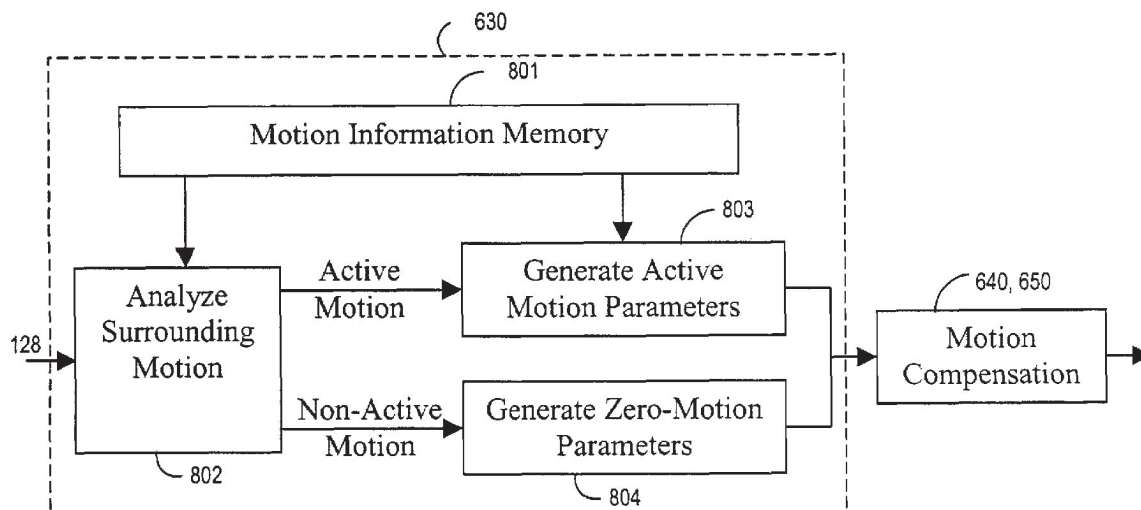 630
801
Motion Information Memory
803
Analyze
Surrounding
Motion
Active
Motion
Generate Active
Motion Parameters
640, 650
Motion
Compensation
128
Non-Active
Motion
Generate Zero-Motion
Parameters
802
804